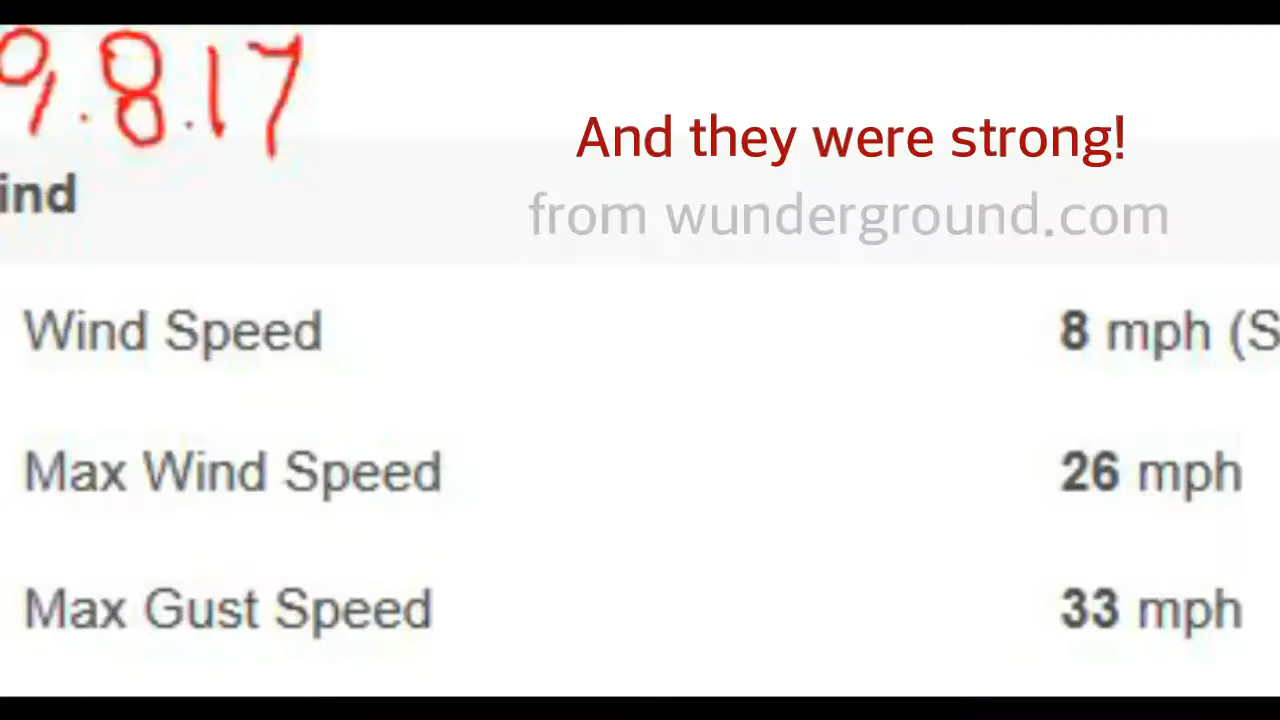 9.8.17
And they were strong!
ind
from wunderground.com
Wind Speed 8 mph (S
Max Wind Speed 26 mph
Max Gust Speed 33 mph